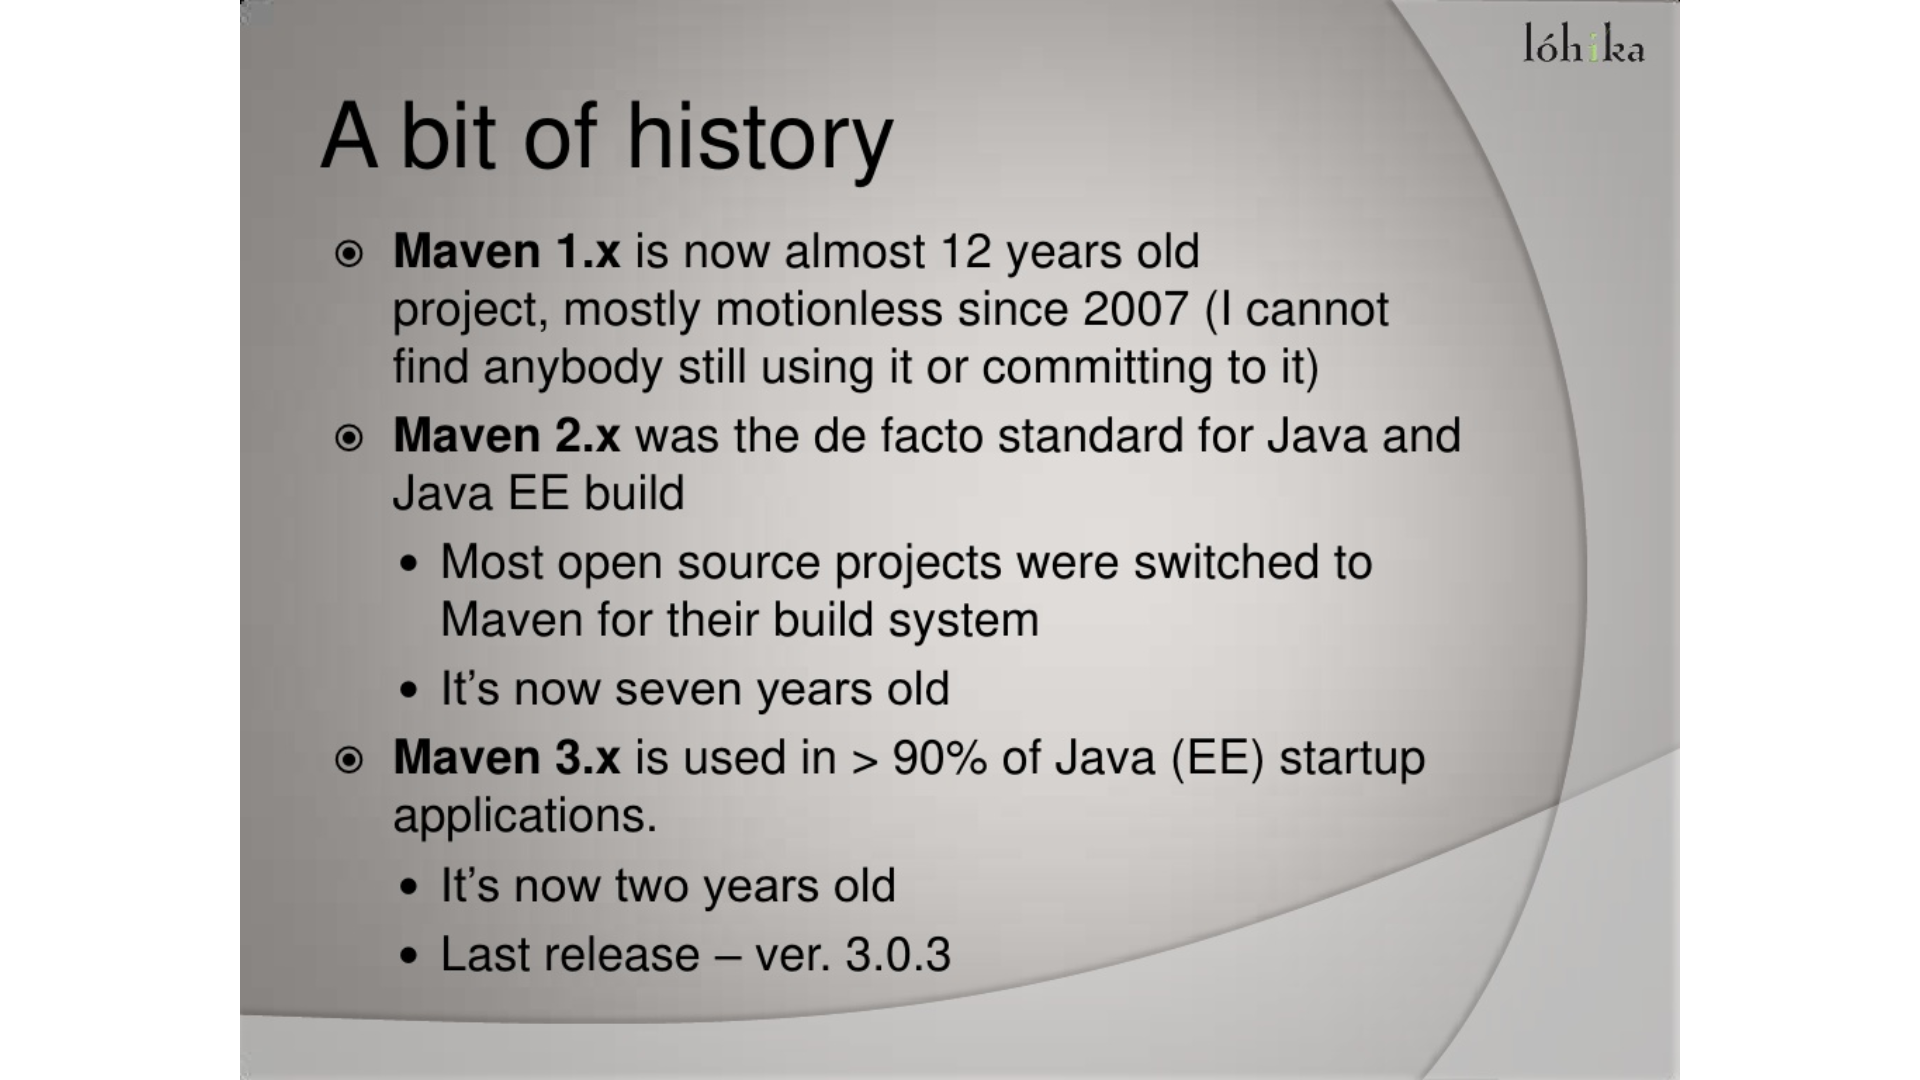 lóhika
A bit of history
Maven 1.x is now almost 12 years old
project, mostly motionless since 2007 (I cannot
find anybody still using it or committing to it)
Maven 2.x was the de facto standard for Java and
Java EE build
• Most open source projects were switched to
Maven for their build system
• It’s now seven years old
Maven 3.x is used in > 90% of Java (EE) startup
applications.
• It’s now two years old
• Last release – ver. 3.0.3